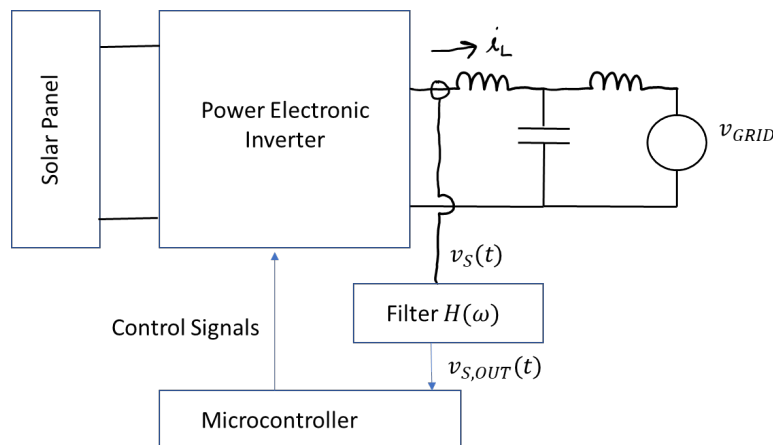 i_L
Solar Panel
Power Electronic
Inverter
v_GRID
v_S(t)
Filter H(ω)
Control Signals
v_S,OUT(t)
Microcontroller